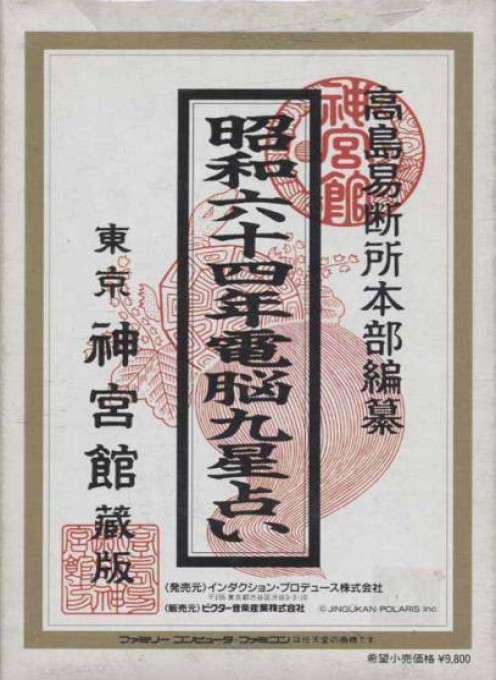 高島易断所本部編纂
神宮館
昭和六十四年電脳九星占い
東京 神宮館 蔵版
(発売元)インダクション・プロデュース株式会社
(販売元)ビクター音楽産業株式会社
©JINGŪKAN・POLARIS Inc.
ファミリーコンピュータ・ファミコンは任天堂の商標です。
希望小売価格 ¥9,800